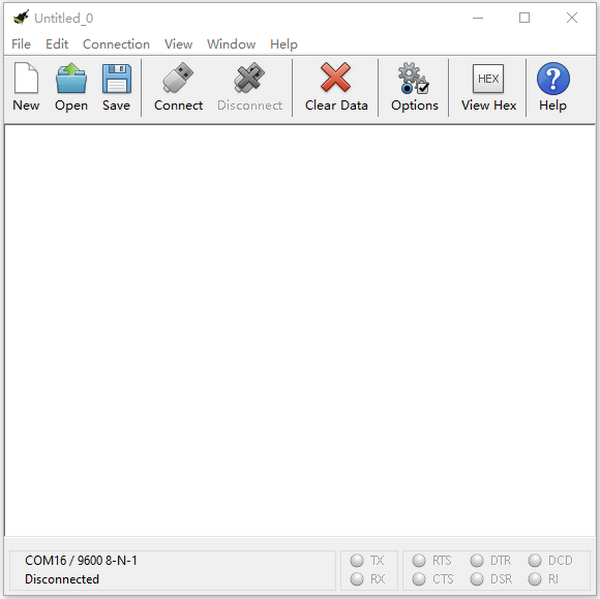 Untitled_0
File Edit Connection View Window Help
HEX
New Open Save Connect Disconnect Clear Data Options View Hex Help
COM16 / 9600 8-N-1
Disconnected
TX RTS DTR DCD
RX CTS DSR RI